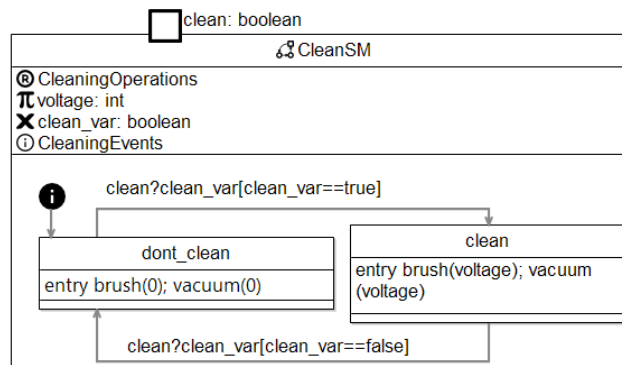 clean: boolean
CleanSM
R CleaningOperations
π voltage: int
X clean_var: boolean
i CleaningEvents
i
clean?clean_var[clean_var==true]
dont_clean
entry brush(0); vacuum(0)
clean
entry brush(voltage); vacuum
(voltage)
clean?clean_var[clean_var==false]